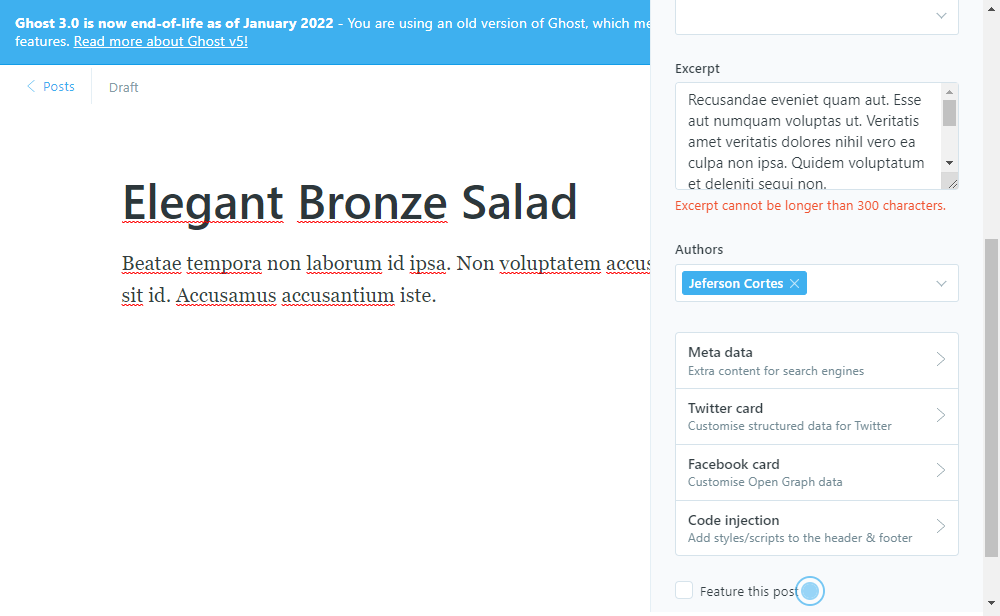 Ghost 3.0 is now end-of-life as of January 2022 - You are using an old version of Ghost, which me
features. Read more about Ghost v5!
Posts
Draft
Elegant Bronze Salad
Beatae tempora non laborum id ipsa. Non voluptatem accus
sit id. Accusamus accusantium iste.
Excerpt
Recusandae eveniet quam aut. Esse
aut numquam voluptas ut. Veritatis
amet veritatis dolores nihil vero ea
culpa non ipsa. Quidem voluptatum
et deleniti sequi non.
Excerpt cannot be longer than 300 characters.
Authors
Jeferson Cortes
Meta data
Extra content for search engines
Twitter card
Customise structured data for Twitter
Facebook card
Customise Open Graph data
Code injection
Add styles/scripts to the header & footer
Feature this post